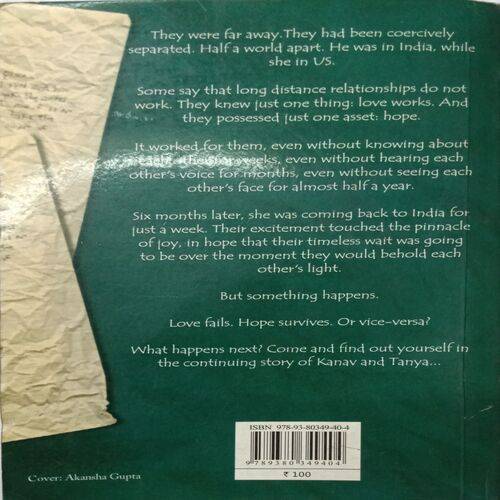 They were far away.They had been coercively
separated. Half a world apart. He was in India, while
she in US.
Some say that long distance relationships do not
work. They knew just one thing: love works. And
they possessed just one asset: hope.
It worked for them, even without knowing about
each other for weeks, even without hearing each
other's voice for months, even without seeing each
other's face for almost half a year.
Six months later, she was coming back to India for
just a week. Their excitement touched the pinnacle
of joy, in hope that their timeless wait was going
to be over the moment they would behold each
other's light.
But something happens.
Love fails. Hope survives. Or vice-versa?
What happens next? Come and find out yourself in
the continuing story of Kanav and Tanya...
ISBN 978-93-80349-40-4
9789380349404
₹ 100
Cover: Akansha Gupta